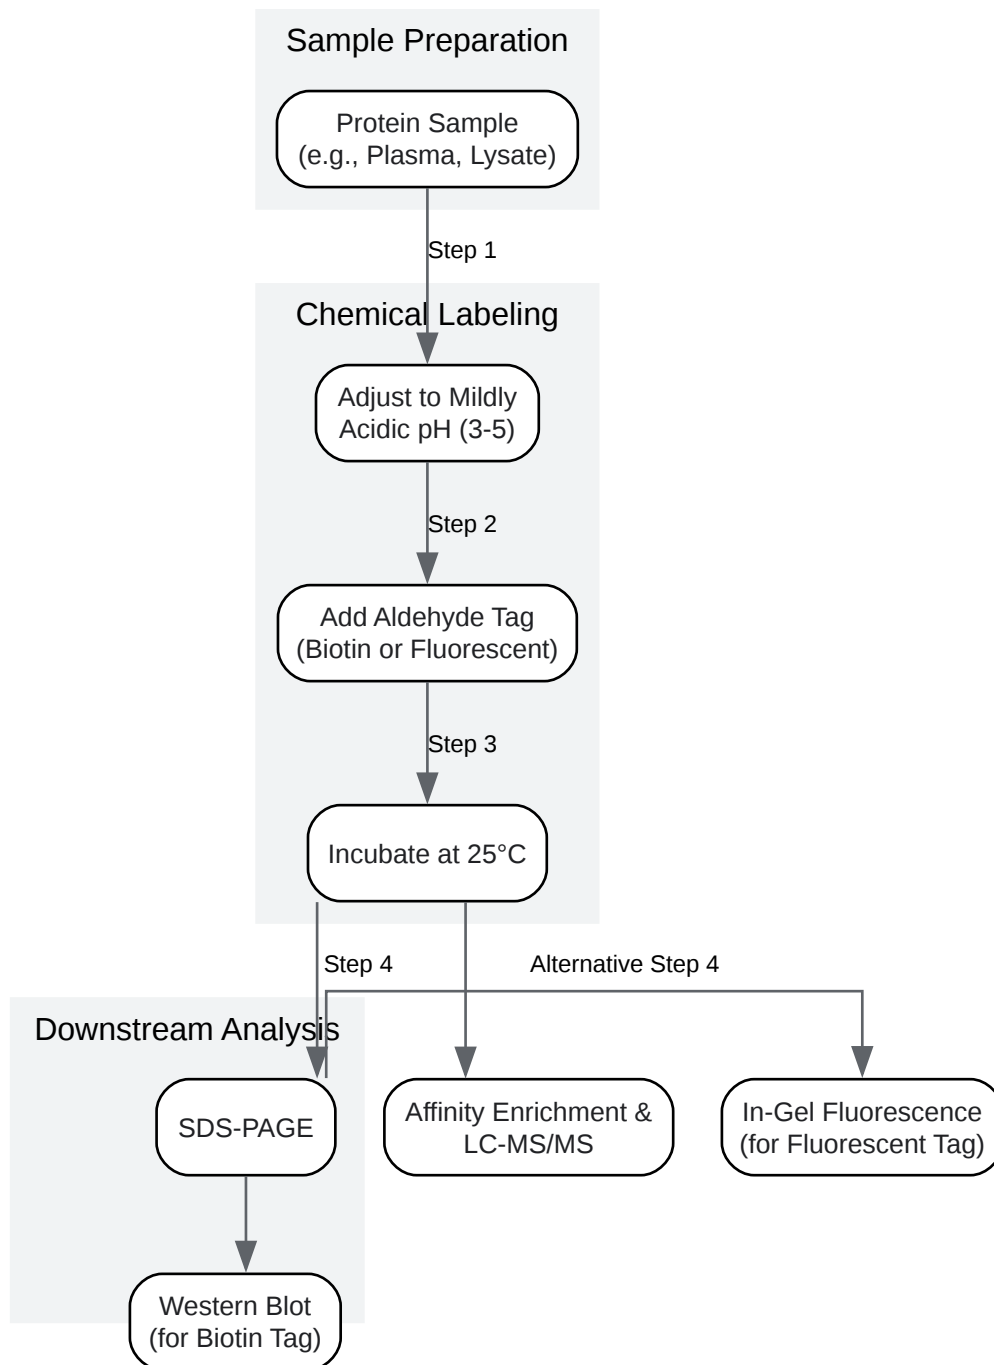 Sample Preparation
Protein Sample
(e.g., Plasma, Lysate)
Step 1
Chemical Labeling
Adjust to Mildly
Acidic pH (3-5)
Step 2
Add Aldehyde Tag
(Biotin or Fluorescent)
Step 3
Incubate at 25°C
Step 4
Alternative Step 4
Downstream Analysis
SDS-PAGE
Affinity Enrichment &
LC-MS/MS
In-Gel Fluorescence
(for Fluorescent Tag)
Western Blot
(for Biotin Tag)